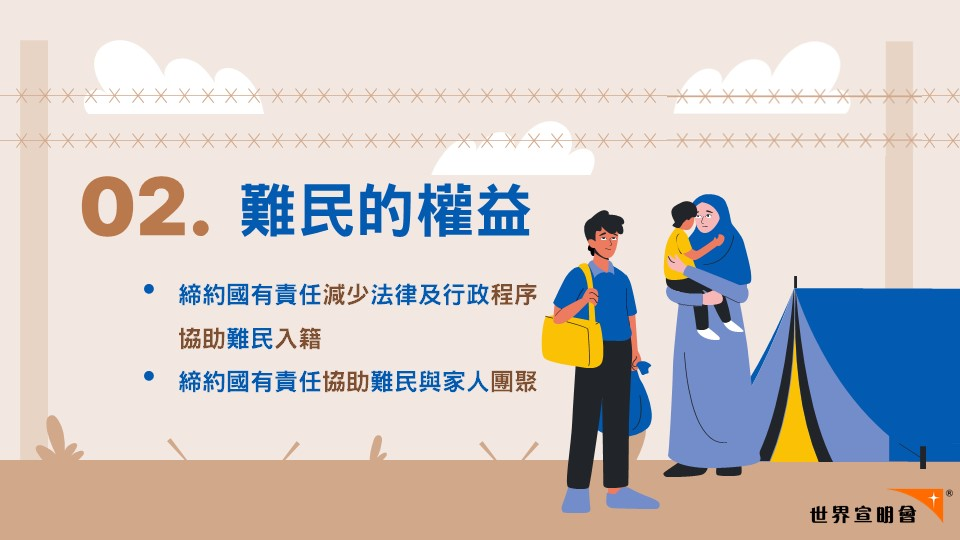 02. 難民的權益
• 締約國有責任減少法律及行政程序
協助難民入籍
• 締約國有責任協助難民與家人團聚
世界宣明會®